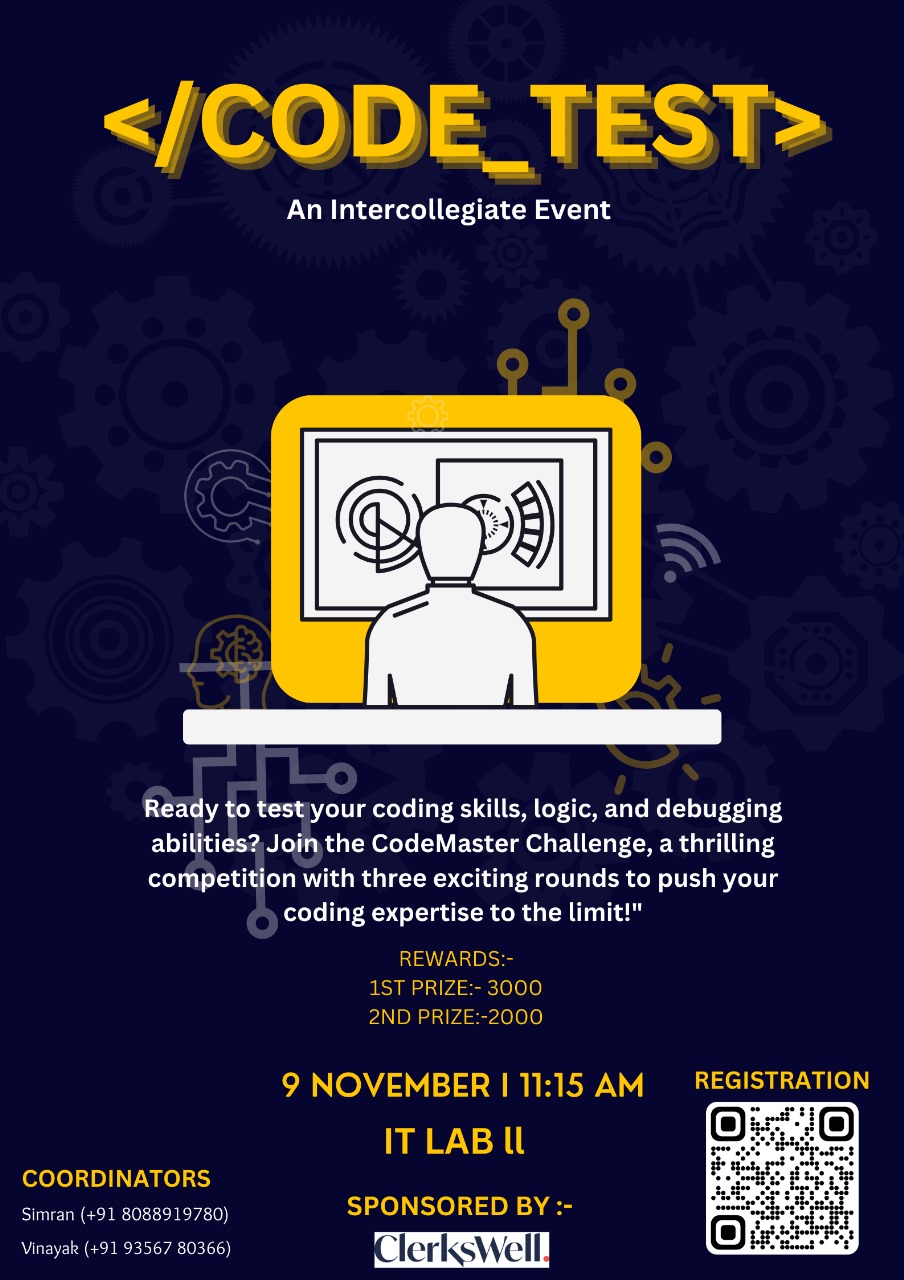 </CODE_TEST>
An Intercollegiate Event
Ready to test your coding skills, logic, and debugging
abilities? Join the CodeMaster Challenge, a thrilling
competition with three exciting rounds to push your
coding expertise to the limit!"
REWARDS:-
1ST PRIZE:- 3000
2ND PRIZE:-2000
9 NOVEMBER I 11:15 AM
IT LAB ll
REGISTRATION
COORDINATORS
Simran (+91 8088919780)
Vinayak (+91 93567 80366)
SPONSORED BY :-
ClerksWell.